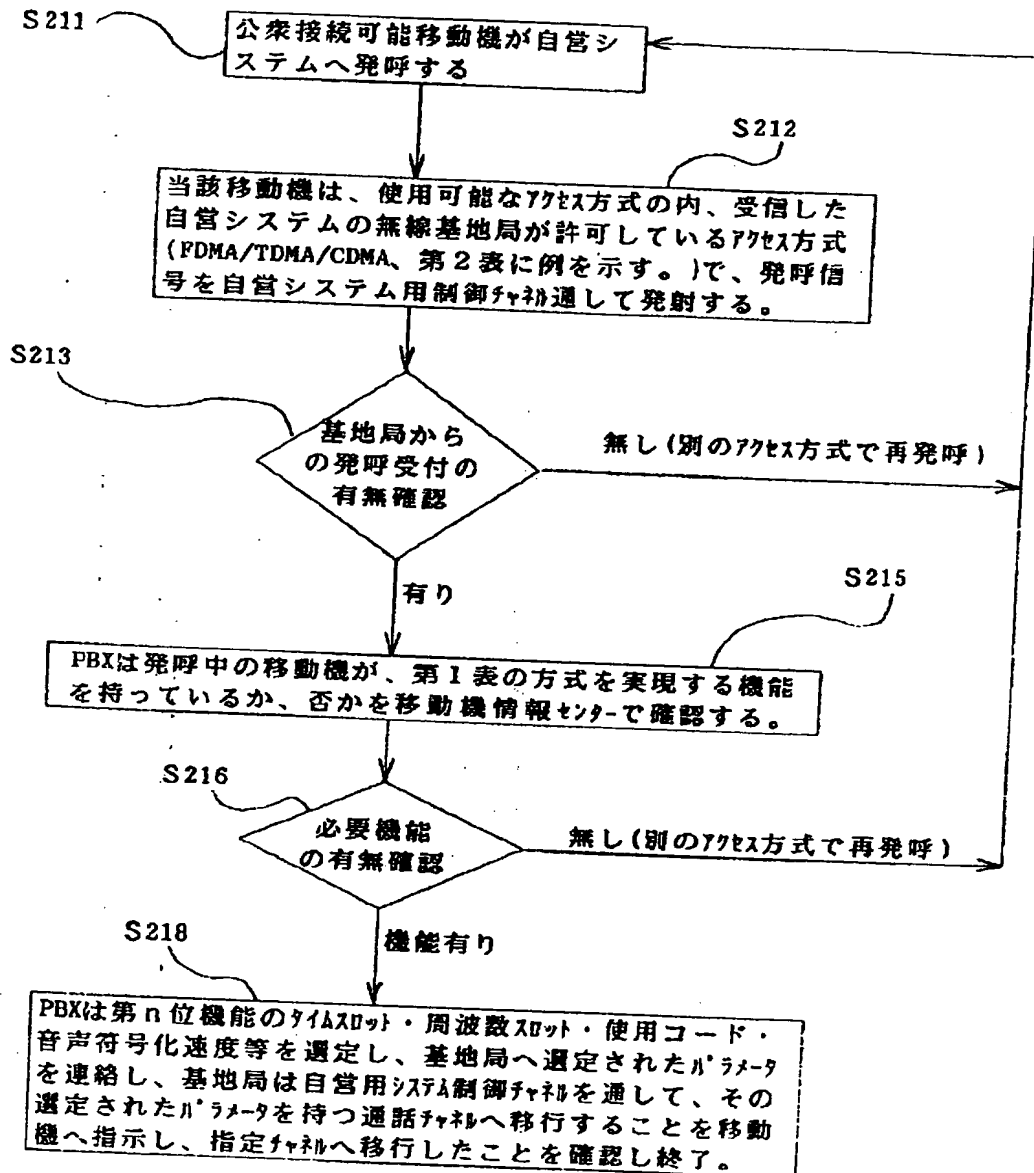 S211
公衆接続可能移動機が自営シ
ステムへ発呼する
S212
当該移動機は、使用可能なｱｸｾｽ方式の内、受信した
自営システムの無線基地局が許可しているｱｸｾｽ方式
(FDMA/TDMA/CDMA、第２表に例を示す。)で、発呼信
号を自営システム用制御ﾁｬﾈﾙ通して発射する。
S213
基地局から
の発呼受付の
有無確認
無し(別のｱｸｾｽ方式で再発呼)
有り
S215
PBXは発呼中の移動機が、第１表の方式を実現する機能
を持っているか、否かを移動機情報ｾﾝﾀｰで確認する。
S216
必要機能
の有無確認
無し(別のｱｸｾｽ方式で再発呼)
機能有り
S218
PBXは第ｎ位機能のﾀｲﾑｽﾛｯﾄ・周波数ｽﾛｯﾄ・使用コード・
音声符号化速度等を選定し、基地局へ選定されたﾊﾟﾗﾒｰﾀ
を連絡し、基地局は自営用ｼｽﾃﾑ制御ﾁｬﾈﾙを通して、その
選定されたﾊﾟﾗﾒｰﾀを持つ通話ﾁｬﾈﾙへ移行することを移動
機へ指示し、指定ﾁｬﾈﾙへ移行したことを確認し終了。